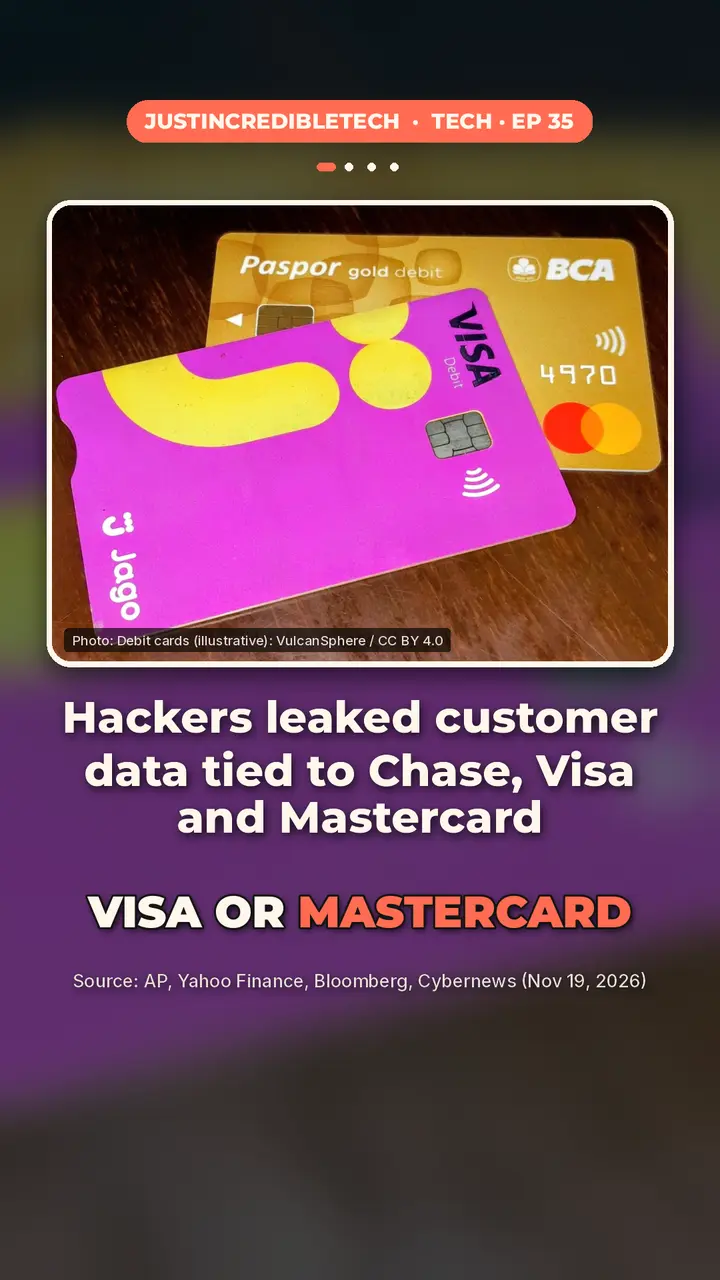 JUSTINCREDIBLETECH · TECH · EP 35
Paspor gold debit
BCA
VISA
Debit
4970
Jago
Photo: Debit cards (illustrative): VulcanSphere / CC BY 4.0
Hackers leaked customer
data tied to Chase, Visa
and Mastercard
VISA OR MASTERCARD
Source: AP, Yahoo Finance, Bloomberg, Cybernews (Nov 19, 2026)